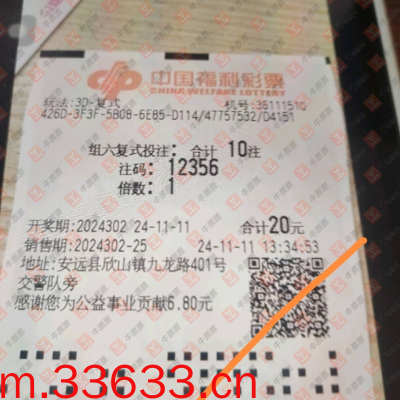 中国福利彩票
CHINA WELFARE LOTTERY
玩法:3D-复式 机号:36111510
426D-3F3F-5B08-6E85-D114/47757532/D4151
组六复式投注: 合计 10注
注码: 12356
倍数: 1
开奖期:2024302 24-11-11 合计20元
销售期:2024302-25 24-11-11 13:34:53
地址:安远县欣山镇九龙路401号
交警队旁
感谢您为公益事业贡献6.80元
m.33633.cn